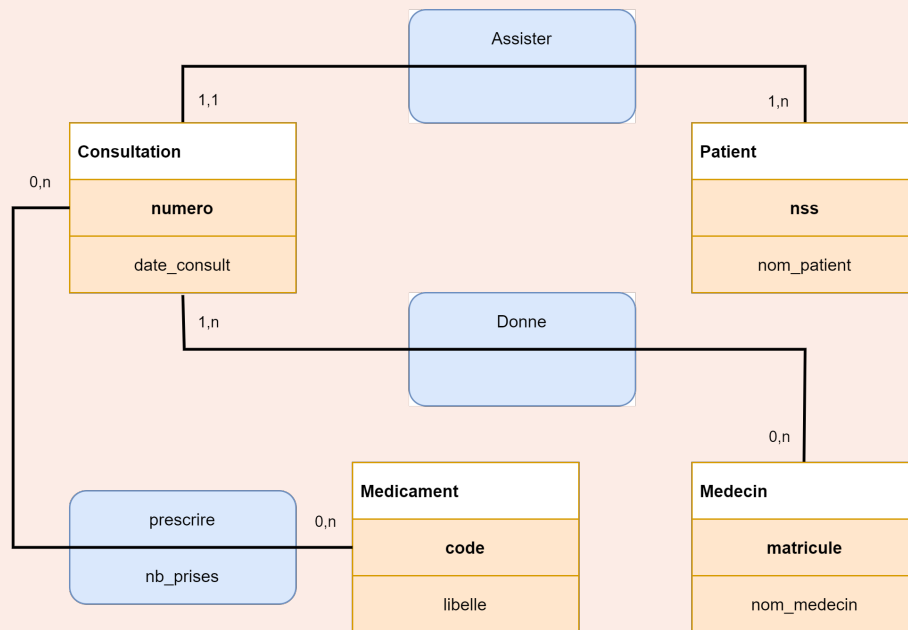 Assister
1,1
1,n
Consultation
numero
date_consult
Patient
nss
nom_patient
0,n
1,n
Donne
0,n
prescrire
nb_prises
0,n
Medicament
code
libelle
Medecin
matricule
nom_medecin